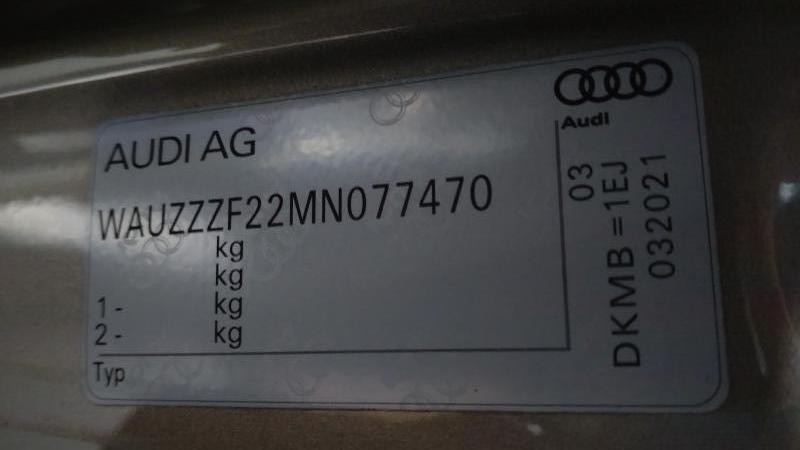 AUDI AG
WAUZZZF22MN077470
kg
kg
1 - kg
2 - kg
Typ
Audi
03
DKMB =1EJ
032021